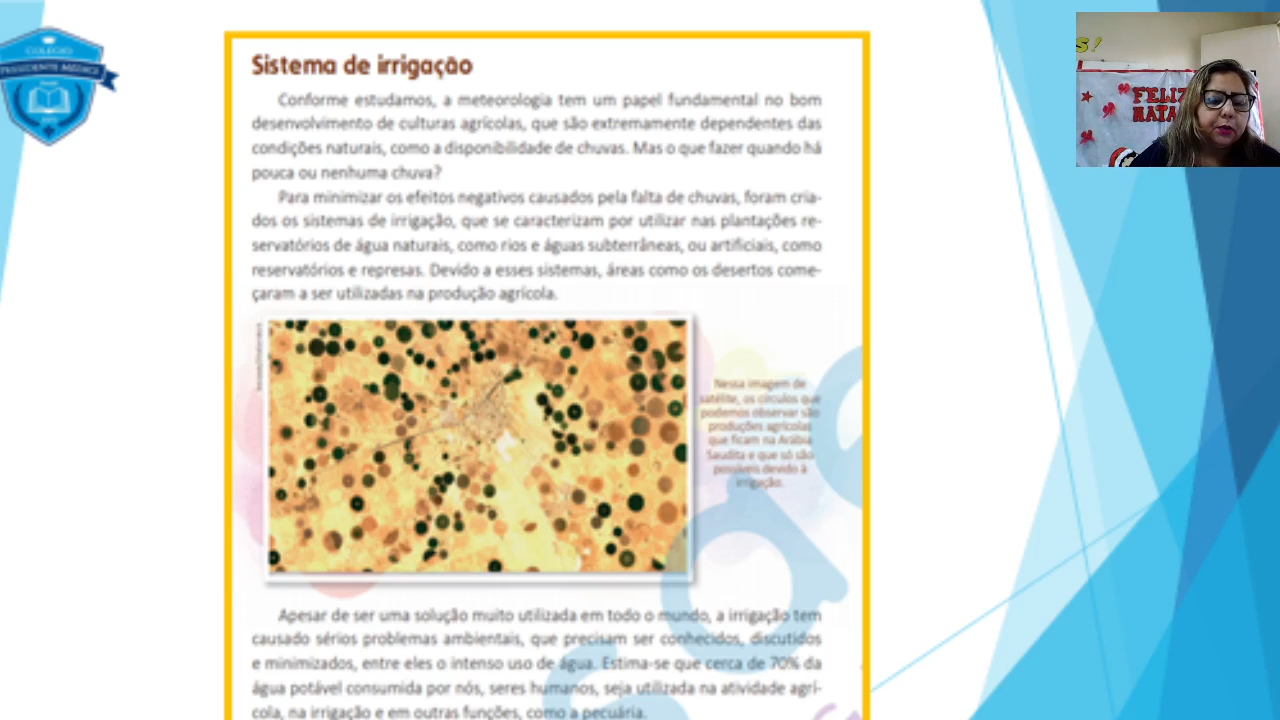 COLÉGIO
PRESIDENTE MÉDICI
Sistema de irrigação
Conforme estudamos, a meteorologia tem um papel fundamental no bom
desenvolvimento de culturas agrícolas, que são extremamente dependentes das
condições naturais, como a disponibilidade de chuvas. Mas o que fazer quando há
pouca ou nenhuma chuva?
Para minimizar os efeitos negativos causados pela falta de chuvas, foram cria-
dos os sistemas de irrigação, que se caracterizam por utilizar nas plantações re-
servatórios de água naturais, como rios e águas subterrâneas, ou artificiais, como
reservatórios e represas. Devido a esses sistemas, áreas como os desertos come-
çaram a ser utilizadas na produção agrícola.
Nessa imagem de
satélite, os círculos que
podemos observar são
produções agrícolas
que ficam na Arábia
Saudita e que só são
possíveis devido à
irrigação.
Apesar de ser uma solução muito utilizada em todo o mundo, a irrigação tem
causado sérios problemas ambientais, que precisam ser conhecidos, discutidos
e minimizados, entre eles o intenso uso de água. Estima-se que cerca de 70% da
água potável consumida por nós, seres humanos, seja utilizada na atividade agrí-
cola, na irrigação e em outras funções, como a pecuária.
S!
FELIZ
NATA